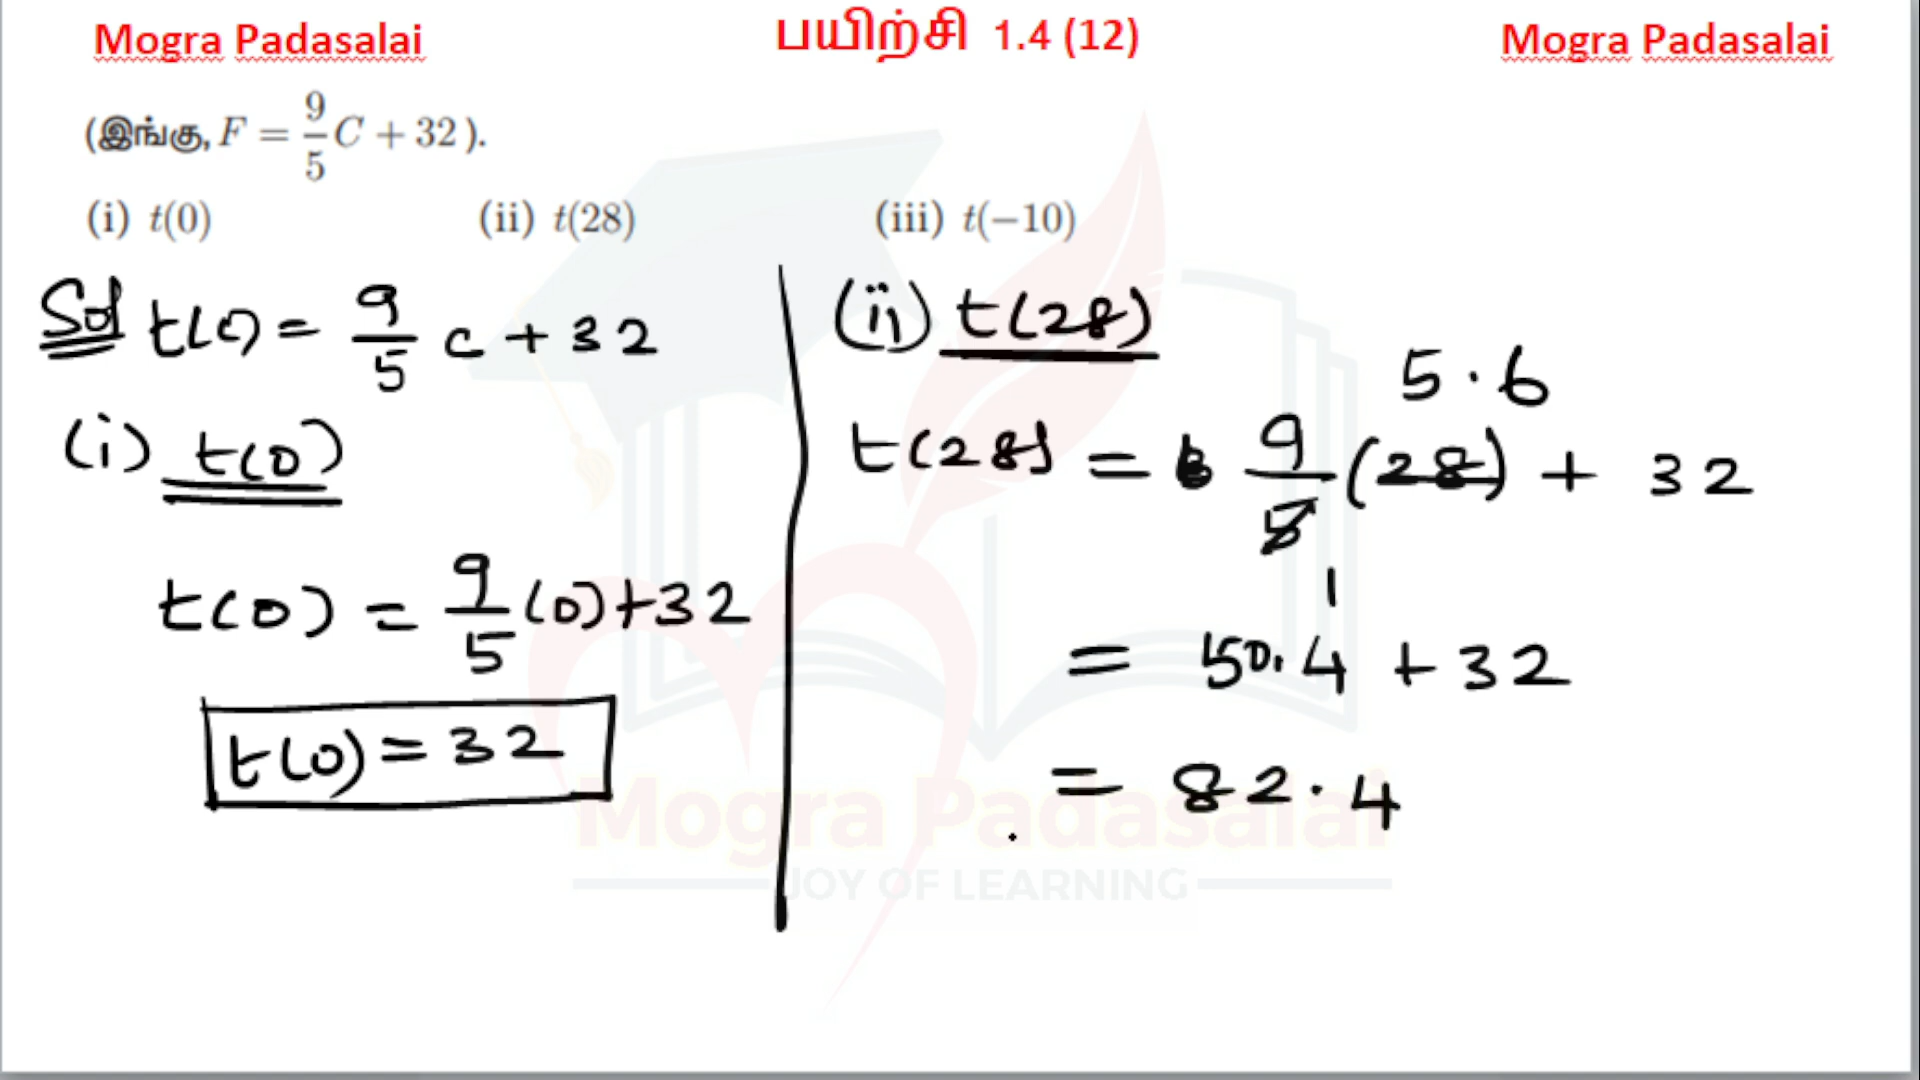 Mogra Padasalai பயிற்சி 1.4 (12) Mogra Padasalai
(இங்கு, F = 9/5 C + 32).
(i) t(0) (ii) t(28) (iii) t(−10)
Sol t(C) = 9/5 C + 32
(i) t(0)
t(0) = 9/5 (0) + 32
t(0) = 32
(ii) t(28)
5.6
t(28) = 9/5 (28) + 32
1
= 50.4 + 32
= 82.4
Mogra Padasalai
JOY OF LEARNING